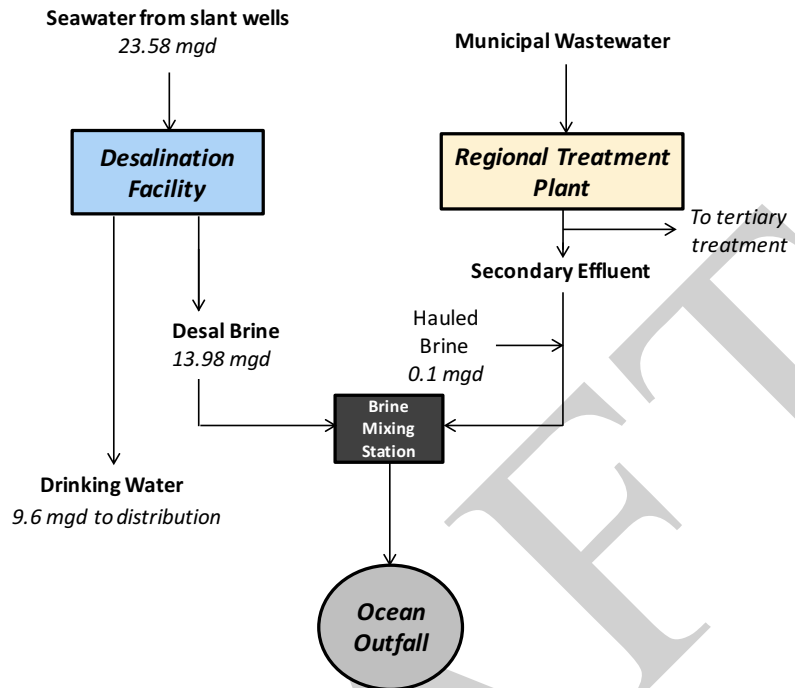 Seawater from slant wells
23.58 mgd
Municipal Wastewater
Desalination
Facility
Regional Treatment
Plant
To tertiary
treatment
Secondary Effluent
Desal Brine
13.98 mgd
Hauled
Brine
0.1 mgd
Brine
Mixing
Station
Drinking Water
9.6 mgd to distribution
Ocean
Outfall